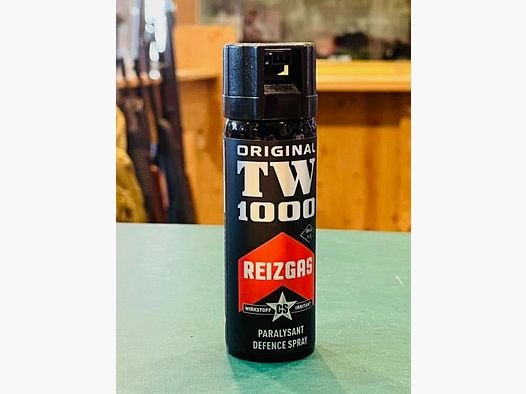 ORIGINAL
TW
1000
REIZGAS
WIRKSTOFF CS IRRITANT
PARALYSANT
DEFENCE SPRAY